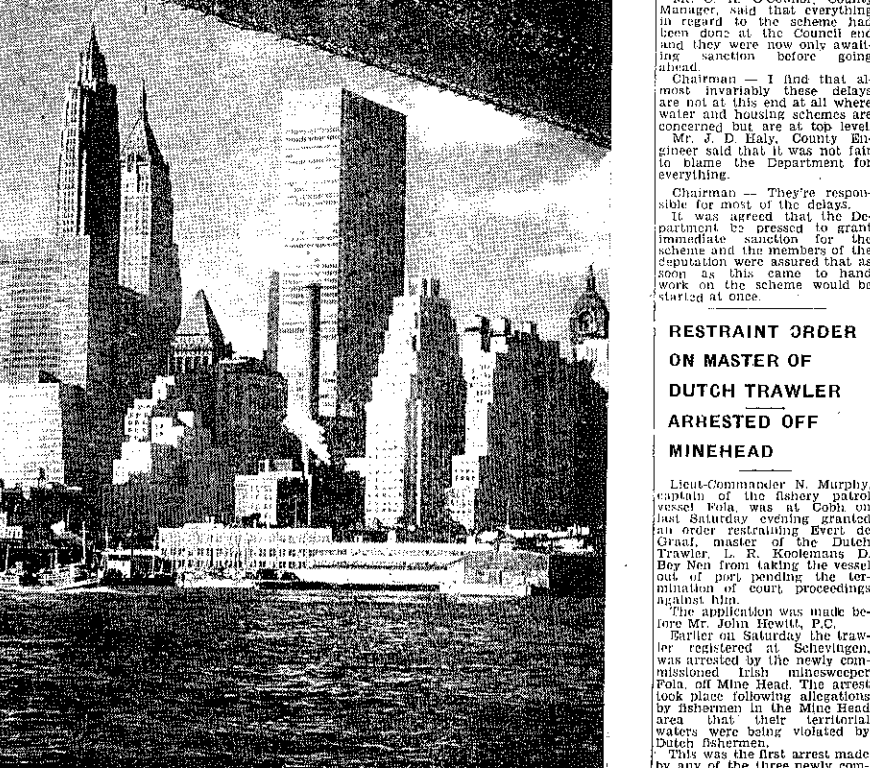 Manager, said that everything
in regard to the scheme had
been done at the Council end
and they were now only await-
ing sanction before going
ahead.
Chairman — I find that al-
most invariably these delays
are not at this end at all where
water and housing schemes are
concerned but are at top level
Mr. J. D. Haly, County En-
gineer said that it was not fair
to blame the Department for
everything.
Chairman — They're respon-
sible for most of the delays.
It was agreed that the De-
partment be pressed to grant
immediate sanction for the
scheme and the members of the
deputation were assured that as
soon as this came to hand
work on the scheme would be
started at once.
RESTRAINT ORDER
ON MASTER OF
DUTCH TRAWLER
ARRESTED OFF
MINEHEAD
Lieut-Commander N. Murphy,
captain of the fishery patrol
vessel Fola, was at Cobh on
last Saturday evening granted
an order restraining Evert de
Graaf, master of the Dutch
Trawler, L. R. Koolemans D.
Bey Nen from taking the vessel
out of port pending the ter-
mination of court proceedings
against him.
The application was made be-
fore Mr. John Hewitt, P.C.
Earlier on Saturday the traw-
ler registered at Schevingen,
was arrested by the newly com-
missioned Irish minesweeper
Fola, off Mine Head. The arrest
took place following allegations
by fishermen in the Mine Head
area that their territorial
waters were being violated by
Dutch fishermen.
This was the first arrest made
by any of the three newly com-